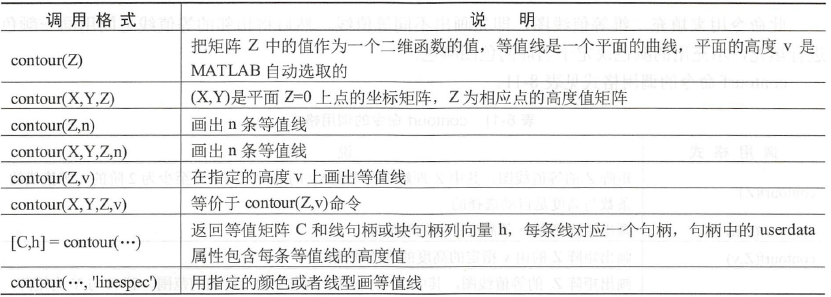 调用格式 说明
contour(Z) 把矩阵 Z 中的值作为一个二维函数的值，等值线是一个平面的曲线，平面的高度 v 是
MATLAB 自动选取的
contour(X,Y,Z) (X,Y)是平面 Z=0 上点的坐标矩阵，Z 为相应点的高度值矩阵
contour(Z,n) 画出 n 条等值线
contour(X,Y,Z,n) 画出 n 条等值线
contour(Z,v) 在指定的高度 v 上画出等值线
contour(X,Y,Z,v) 等价于 contour(Z,v)命令
[C,h] = contour(…) 返回等值矩阵 C 和线句柄或块句柄列向量 h，每条线对应一个句柄，句柄中的 userdata
属性包含每条等值线的高度值
contour(…, 'linespec') 用指定的颜色或者线型画等值线